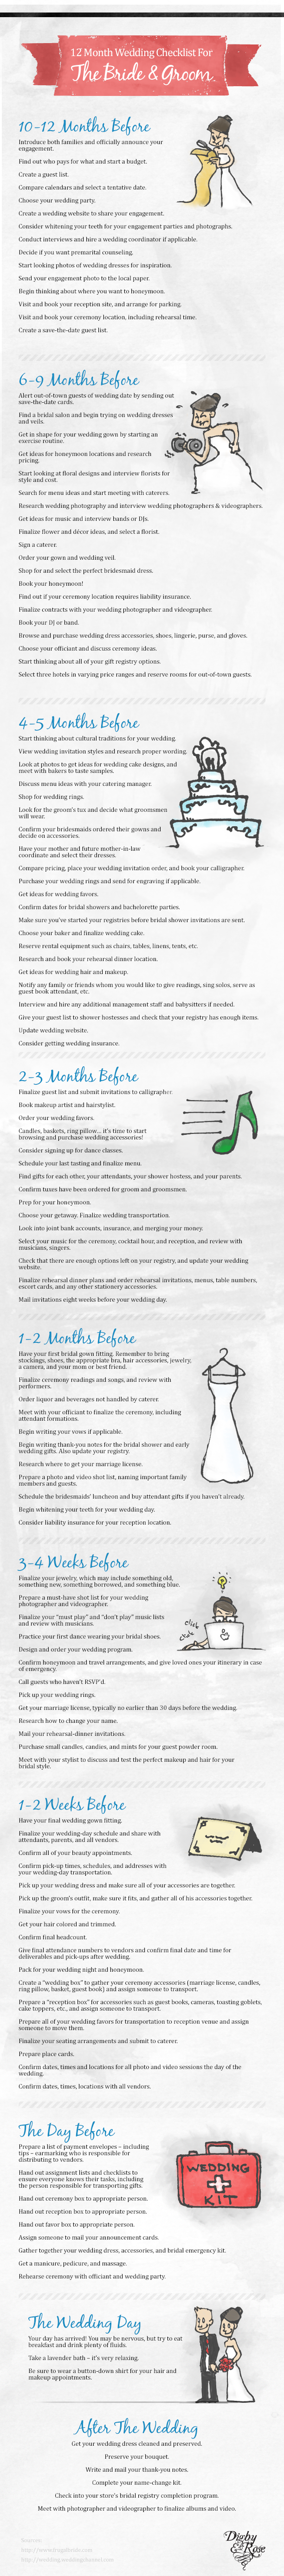 12 Month Wedding Checklist For
The Bride & Groom
10-12 Months Before
Introduce both families and officially announce your
engagement.
Find out who pays for what and start a budget.
Create a guest list.
Compare calendars and select a tentative date.
Choose your wedding party.
Create a wedding website to share your engagement.
Consider whitening your teeth for your engagement parties and photographs.
Conduct interviews and hire a wedding coordinator if applicable.
Decide if you want premarital counseling.
Start looking photos of wedding dresses for inspiration.
Send your engagement photo to the local paper.
Begin thinking about where you want to honeymoon.
Visit and book your reception site, and arrange for parking.
Visit and book your ceremony location, including rehearsal time.
Create a save-the-date guest list.
6-9 Months Before
Alert out-of-town guests of wedding date by sending out
save-the-date cards.
Find a bridal salon and begin trying on wedding dresses
and veils.
Get in shape for your wedding gown by starting an
exercise routine.
Get ideas for honeymoon locations and research
pricing.
Start looking at floral designs and interview florists for
style and cost.
Search for menu ideas and start meeting with caterers.
Research wedding photography and interview wedding photographers & videographers.
Get ideas for music and interview bands or DJs.
Finalize flower and décor ideas, and select a florist.
Sign a caterer.
Order your gown and wedding veil.
Shop for and select the perfect bridesmaid dress.
Book your honeymoon!
Find out if your ceremony location requires liability insurance.
Finalize contracts with your wedding photographer and videographer.
Book your DJ or band.
Browse and purchase wedding dress accessories, shoes, lingerie, purse, and gloves.
Choose your officiant and discuss ceremony ideas.
Start thinking about all of your gift registry options.
Select three hotels in varying price ranges and reserve rooms for out-of-town guests.
4-5 Months Before
Start thinking about cultural traditions for your wedding.
View wedding invitation styles and research proper wording.
Look at photos to get ideas for wedding cake designs, and
meet with bakers to taste samples.
Discuss menu ideas with your catering manager.
Shop for wedding rings.
Look for the groom's tux and decide what groomsmen
will wear.
Confirm your bridesmaids ordered their gowns and
decide on accessories.
Have your mother and future mother-in-law
coordinate and select their dresses.
Compare pricing, place your wedding invitation order, and book your calligrapher.
Purchase your wedding rings and send for engraving if applicable.
Get ideas for wedding favors.
Confirm dates for bridal showers and bachelorette parties.
Make sure you've started your registries before bridal shower invitations are sent.
Choose your baker and finalize wedding cake.
Reserve rental equipment such as chairs, tables, linens, tents, etc.
Research and book your rehearsal dinner location.
Get ideas for wedding hair and makeup.
Notify any family or friends whom you would like to give readings, sing solos, serve as
guest book attendant, etc.
Interview and hire any additional management staff and babysitters if needed.
Give your guest list to shower hostesses and check that your registry has enough items.
Update wedding website.
Consider getting wedding insurance.
2-3 Months Before
Finalize guest list and submit invitations to calligrapher
Book makeup artist and hairstylist.
Order your wedding favors.
Candles, baskets, ring pillow... it's time to start
browsing and purchase wedding accessories!
Consider signing up for dance classes.
Schedule your last tasting and finalize menu.
Find gifts for each other, your attendants, your shower hostess, and your parents.
Confirm tuxes have been ordered for groom and groomsmen.
Prep for your honeymoon.
Choose your getaway. Finalize wedding transportation.
Look into joint bank accounts, insurance, and merging your money.
Select your music for the ceremony, cocktail hour, and reception, and review with
musicians, singers.
Check that there are enough options left on your registry, and update your wedding
website.
Finalize rehearsal dinner plans and order rehearsal invitations, menus, table numbers,
escort cards, and any other stationery accessories.
Mail invitations eight weeks before your wedding day.
1-2 Months Before
Have your first bridal gown fitting. Remember to bring
stockings, shoes, the appropriate bra, hair accessories, jewelry,
a camera, and your mom or best friend.
Finalize ceremony readings and songs, and review with
performers.
Order liquor and beverages not handled by caterer.
Meet with your officiant to finalize the ceremony, including
attendant formations.
Begin writing your vows if applicable.
Begin writing thank-you notes for the bridal shower and early
wedding gifts. Also update your registry.
Research where to get your marriage license.
Prepare a photo and video shot list, naming important family
members and guests.
Schedule the bridesmaids' luncheon and buy attendant gifts if you haven't already.
Begin whitening your teeth for your wedding day.
Consider liability insurance for your reception location.
3-4 Weeks Before
Finalize your jewelry, which may include something old,
something new, something borrowed, and something blue.
Prepare a must-have shot list for your wedding
photographer and videographer.
Finalize your "must play" and "don't play" music lists
and review with musicians.
click
click
Practice your first dance wearing your bridal shoes.
Design and order your wedding program.
Confirm honeymoon and travel arrangements, and give loved ones your itinerary in case
of emergency.
Call guests who haven't RSVP'd.
Pick up your wedding rings.
Get your marriage license, typically no earlier than 30 days before the wedding.
Research how to change your name.
Mail your rehearsal-dinner invitations.
Purchase small candles, candies, and mints for your guest powder room.
Meet with your stylist to discuss and test the perfect makeup and hair for your
bridal style.
1-2 Weeks Before
Have your final wedding gown fitting.
Finalize your wedding-day schedule and share with
attendants, parents, and all vendors.
Confirm all of your beauty appointments.
Confirm pick-up times, schedules, and addresses with
your wedding-day transportation.
Pick up your wedding dress and make sure all of your accessories are together.
Pick up the groom's outfit, make sure it fits, and gather all of his accessories together.
Finalize your vows for the ceremony.
Get your hair colored and trimmed.
Confirm final headcount.
Give final attendance numbers to vendors and confirm final date and time for
deliverables and pick-ups after wedding.
Pack for your wedding night and honeymoon.
Create a "wedding box" to gather your ceremony accessories (marriage license, candles,
ring pillow, basket, guest book) and assign someone to transport.
Prepare a "reception box" for accessories such as guest books, cameras, toasting goblets,
cake toppers, etc., and assign someone to transport.
Prepare all of your wedding favors for transportation to reception venue and assign
someone to move them.
Finalize your seating arrangements and submit to caterer.
Prepare place cards.
Confirm dates, times and locations for all photo and video sessions the day of the
wedding.
Confirm dates, times, locations with all vendors.
The Day Before
Prepare a list of payment envelopes – including
tips – earmarking who is responsible for
distributing to vendors.
WEDDING
KIT
Hand out assignment lists and checklists to
ensure everyone knows their tasks, including
the person responsible for transporting gifts.
Hand out ceremony box to appropriate person.
Hand out reception box to appropriate person.
Hand out favor box to appropriate person.
Assign someone to mail your announcement cards.
Gather together your wedding dress, accessories, and bridal emergency kit.
Get a manicure, pedicure, and massage.
Rehearse ceremony with officiant and wedding party.
The Wedding Day
Your day has arrived! You may be nervous, but try to eat
breakfast and drink plenty of fluids.
Take a lavender bath – it's very relaxing.
Be sure to wear a button-down shirt for your hair and
makeup appointments.
After The Wedding
Get your wedding dress cleaned and preserved.
Preserve your bouquet.
Write and mail your thank-you notes.
Complete your name-change kit.
Check into your store's bridal registry completion program.
Meet with photographer and videographer to finalize albums and video.
Digby
& Rose
Sources: